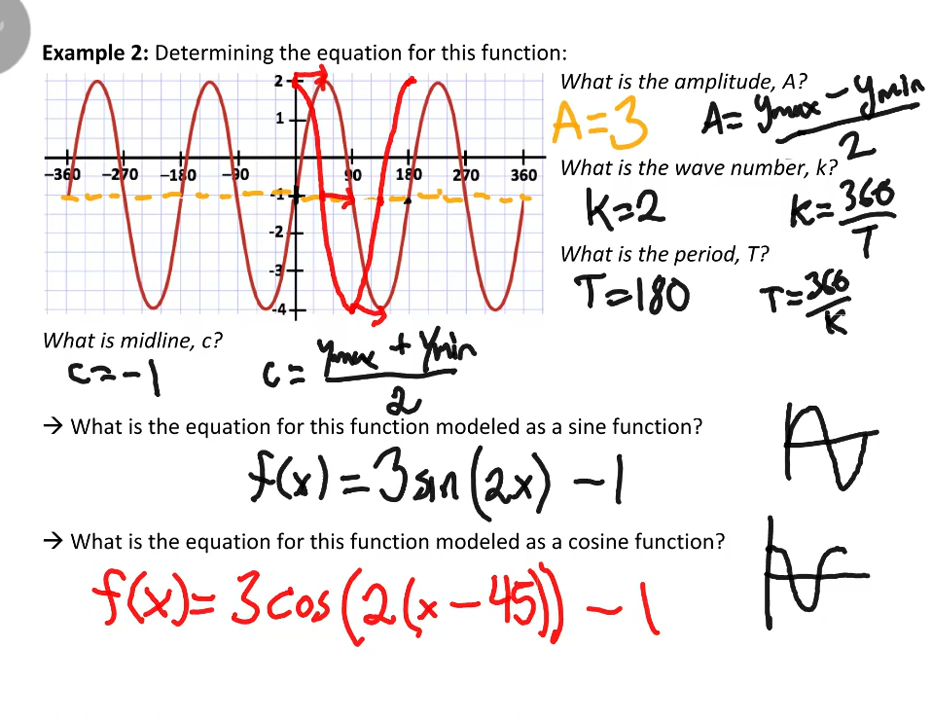 Example 2: Determining the equation for this function:
What is the amplitude, A?
A=3 A= ymax − ymin / 2
What is the wave number, k?
K=2 K= 360 / T
What is the period, T?
T=180 T= 360 / K
2
1
-360 -270 -180 -90 90 180 270 360
-1
-2
-3
-4
What is midline, c?
c=-1 c= ymax + ymin / 2
→ What is the equation for this function modeled as a sine function?
f(x) = 3 sin(2x) − 1
→ What is the equation for this function modeled as a cosine function?
f(x) = 3 cos(2(x − 45)) − 1